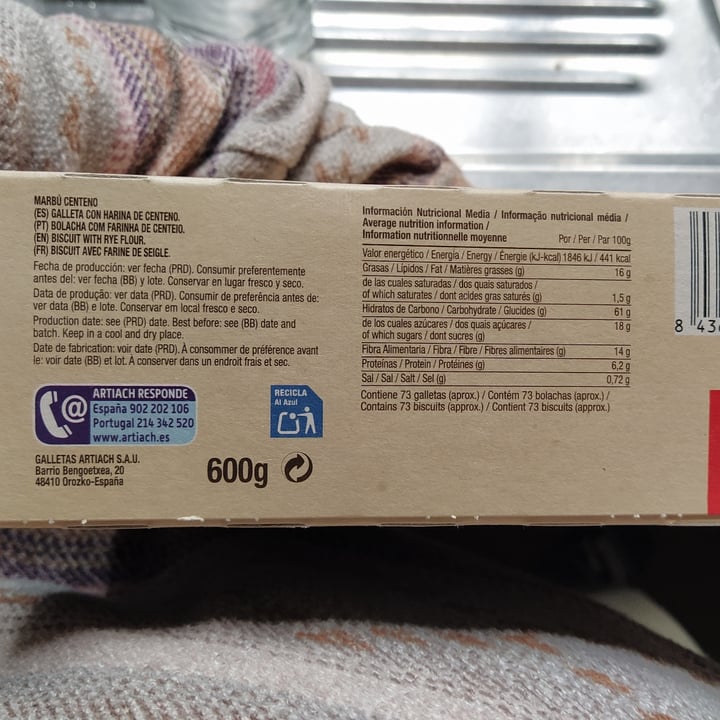 MARBÚ CENTENO
(ES) GALLETA CON HARINA DE CENTENO.
(PT) BOLACHA COM FARINHA DE CENTEIO.
(EN) BISCUIT WITH RYE FLOUR.
(FR) BISCUIT AVEC FARINE DE SEIGLE.
Fecha de producción: ver fecha (PRD). Consumir preferentemente
antes del: ver fecha (BB) y lote. Conservar en lugar fresco y seco.
Data de produção: ver data (PRD). Consumir de preferência antes de:
ver data (BB) e lote. Conservar em local fresco e seco.
Production date: see (PRD) date. Best before: see (BB) date and
batch. Keep in a cool and dry place.
Date de fabrication: voir date (PRD). À consommer de préférence avant
le: voir date (BB) et lot. A conserver dans un endroit frais et sec.
ARTIACH RESPONDE
España 902 202 106
Portugal 214 342 520
www.artiach.es
RECICLA
Al Azul
GALLETAS ARTIACH S.A.U.
Barrio Bengoetxea, 20
48410 Orozko-España
600g
Información Nutricional Media / Informação nutricional média /
Average nutrition information /
Information nutritionnelle moyenne Por / Per / Par 100g
Valor energético / Energía / Energy / Énergie (kJ-kcal) 1846 kJ / 441 kcal
Grasas / Lípidos / Fat / Matières grasses (g) 16 g
de las cuales saturadas / dos quais saturados /
of which saturates / dont acides gras saturés (g) 1,5 g
Hidratos de Carbono / Carbohydrate / Glucides (g) 61 g
de los cuales azúcares / dos quais açúcares / 18 g
of which sugars / dont sucres (g)
Fibra Alimentaria / Fibra / Fibre / Fibres alimentaires (g) 14 g
Proteínas / Protein / Protéines (g) 6,2 g
Sal / Sal / Salt / Sel (g) 0,72 g
Contiene 73 galletas (aprox.) / Contém 73 bolachas (aprox.) /
Contains 73 biscuits (approx.) / Contient 73 biscuits (approx.)
8 43